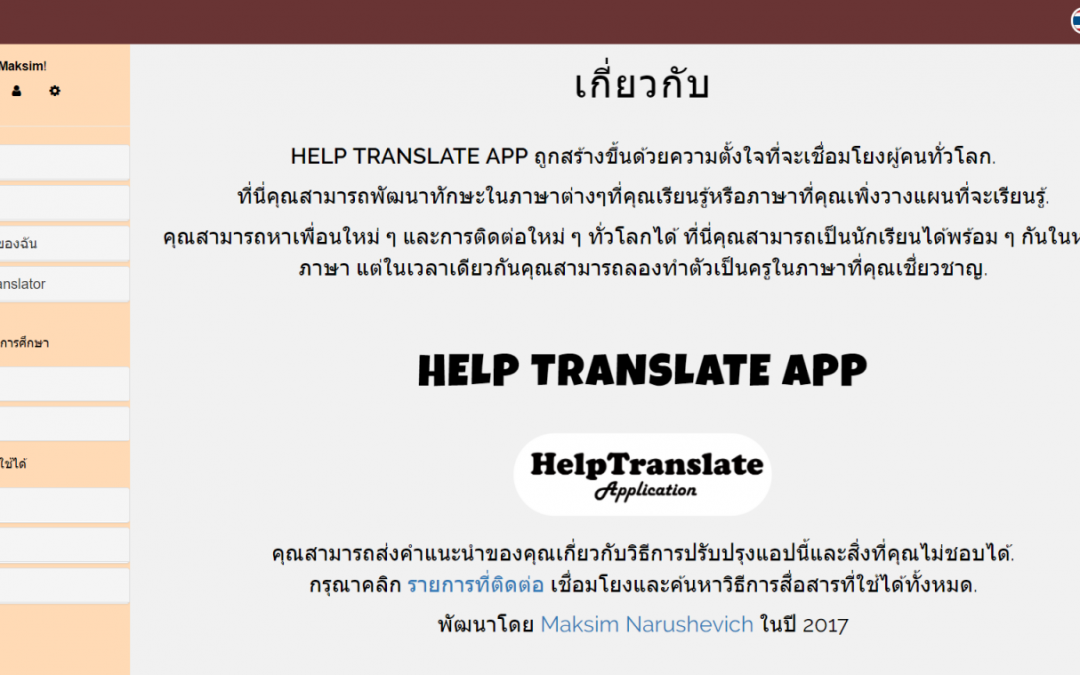 Maksim!
ของฉัน
anslator
การศึกษา
ใช้ได้
เกี่ยวกับ
HELP TRANSLATE APP ถูกสร้างขึ้นด้วยความตั้งใจที่จะเชื่อมโยงผู้คนทั่วโลก.
ที่นี่คุณสามารถพัฒนาทักษะในภาษาต่างๆที่คุณเรียนรู้หรือภาษาที่คุณเพิ่งวางแผนที่จะเรียนรู้.
คุณสามารถหาเพื่อนใหม่ ๆ และการติดต่อใหม่ ๆ ทั่วโลกได้ ที่นี่คุณสามารถเป็นนักเรียนได้พร้อม ๆ กันใน
ภาษา แต่ในเวลาเดียวกันคุณสามารถลองทำตัวเป็นครูในภาษาที่คุณเชี่ยวชาญ.
HELP TRANSLATE APP
HelpTranslate
Application
คุณสามารถส่งคำแนะนำของคุณเกี่ยวกับวิธีการปรับปรุงแอปนี้และสิ่งที่คุณไม่ชอบได้.
กรุณาคลิก รายการที่ติดต่อ เชื่อมโยงและค้นหาวิธีการสื่อสารที่ใช้ได้ทั้งหมด.
พัฒนาโดย Maksim Narushevich ในปี 2017